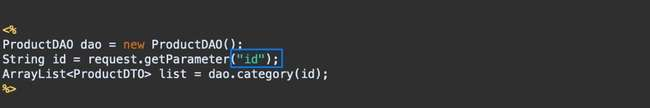 <%
ProductDAO dao = new ProductDAO();
String id = request.getParameter("id");
ArrayList<ProductDTO> list = dao.category(id);
%>